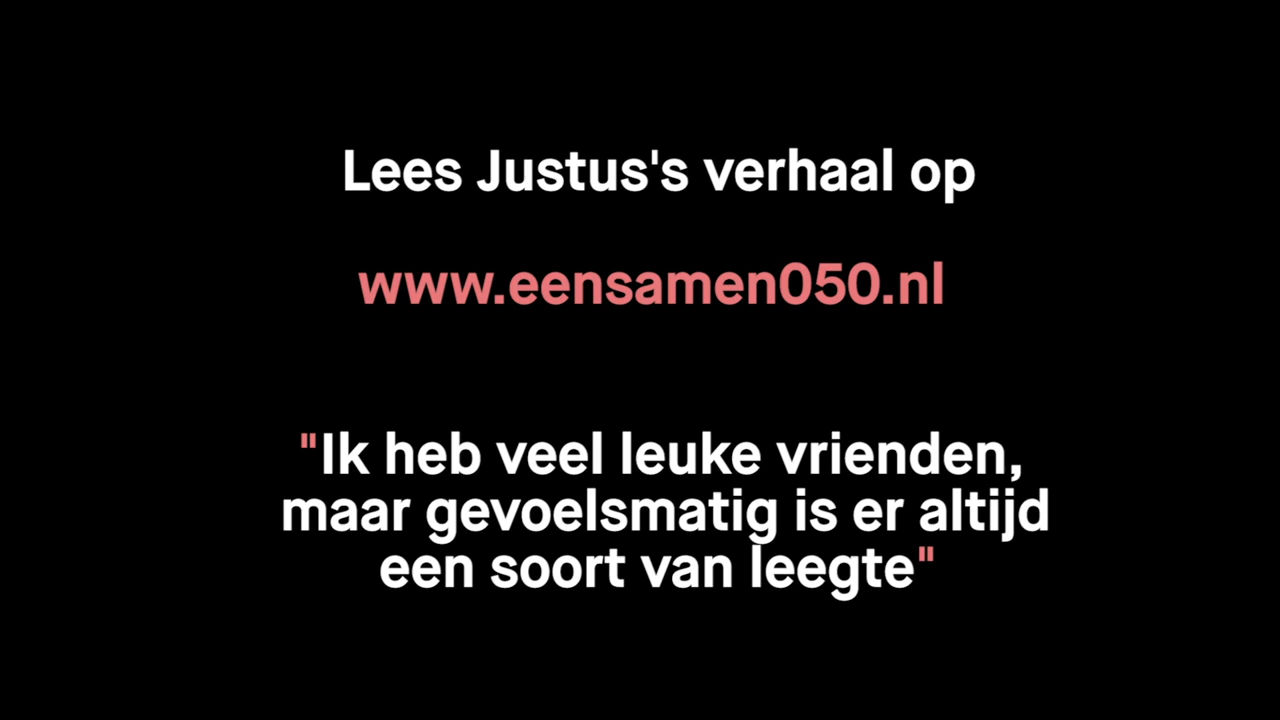 Lees Justus's verhaal op
www.eensamen050.nl
"Ik heb veel leuke vrienden,
maar gevoelsmatig is er altijd
een soort van leegte"